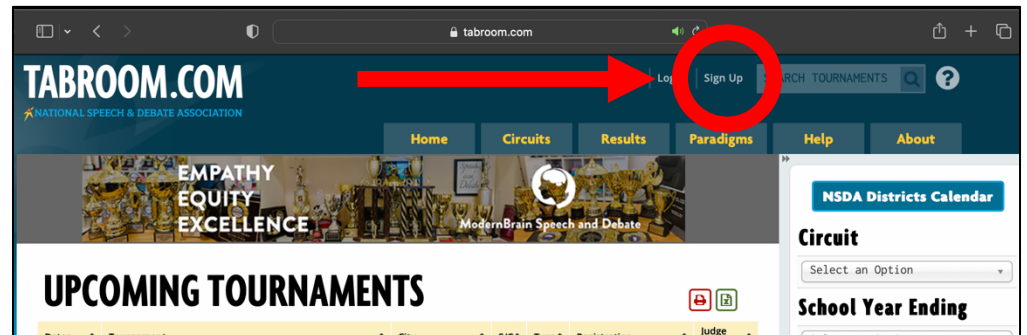 tabroom.com
TABROOM.COM
NATIONAL SPEECH & DEBATE ASSOCIATION
Sign Up
TOURNAMENTS
Home Circuits Results Paradigms Help About
EMPATHY
EQUITY
EXCELLENCE
ModernBrain Speech and Debate
NSDA Districts Calendar
Circuit
Select an Option
UPCOMING TOURNAMENTS
School Year Ending
Judge